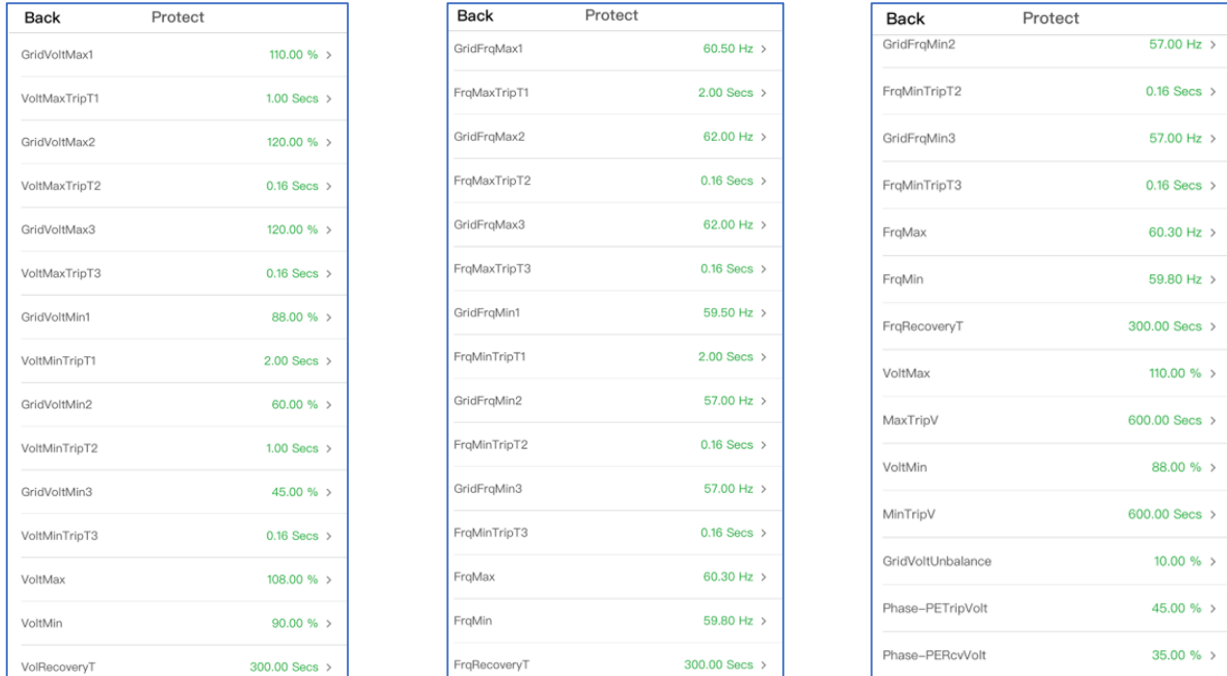 Back Protect
GridVoltMax1 110.00 % >
VoltMaxTripT1 1.00 Secs >
GridVoltMax2 120.00 % >
VoltMaxTripT2 0.16 Secs >
GridVoltMax3 120.00 % >
VoltMaxTripT3 0.16 Secs >
GridVoltMin1 88.00 % >
VoltMinTripT1 2.00 Secs >
GridVoltMin2 60.00 % >
VoltMinTripT2 1.00 Secs >
GridVoltMin3 45.00 % >
VoltMinTripT3 0.16 Secs >
VoltMax 108.00 % >
VoltMin 90.00 % >
VolRecoveryT 300.00 Secs >
Back Protect
GridFrqMax1 60.50 Hz >
FrqMaxTripT1 2.00 Secs >
GridFrqMax2 62.00 Hz >
FrqMaxTripT2 0.16 Secs >
GridFrqMax3 62.00 Hz >
FrqMaxTripT3 0.16 Secs >
GridFrqMin1 59.50 Hz >
FrqMinTripT1 2.00 Secs >
GridFrqMin2 57.00 Hz >
FrqMinTripT2 0.16 Secs >
GridFrqMin3 57.00 Hz >
FrqMinTripT3 0.16 Secs >
FrqMax 60.30 Hz >
FrqMin 59.80 Hz >
FrqRecoveryT 300.00 Secs >
Back Protect
GridFrqMin2 57.00 Hz >
FrqMinTripT2 0.16 Secs >
GridFrqMin3 57.00 Hz >
FrqMinTripT3 0.16 Secs >
FrqMax 60.30 Hz >
FrqMin 59.80 Hz >
FrqRecoveryT 300.00 Secs >
VoltMax 110.00 % >
MaxTripV 600.00 Secs >
VoltMin 88.00 % >
MinTripV 600.00 Secs >
GridVoltUnbalance 10.00 % >
Phase-PETripVolt 45.00 % >
Phase-PERcvVolt 35.00 % >